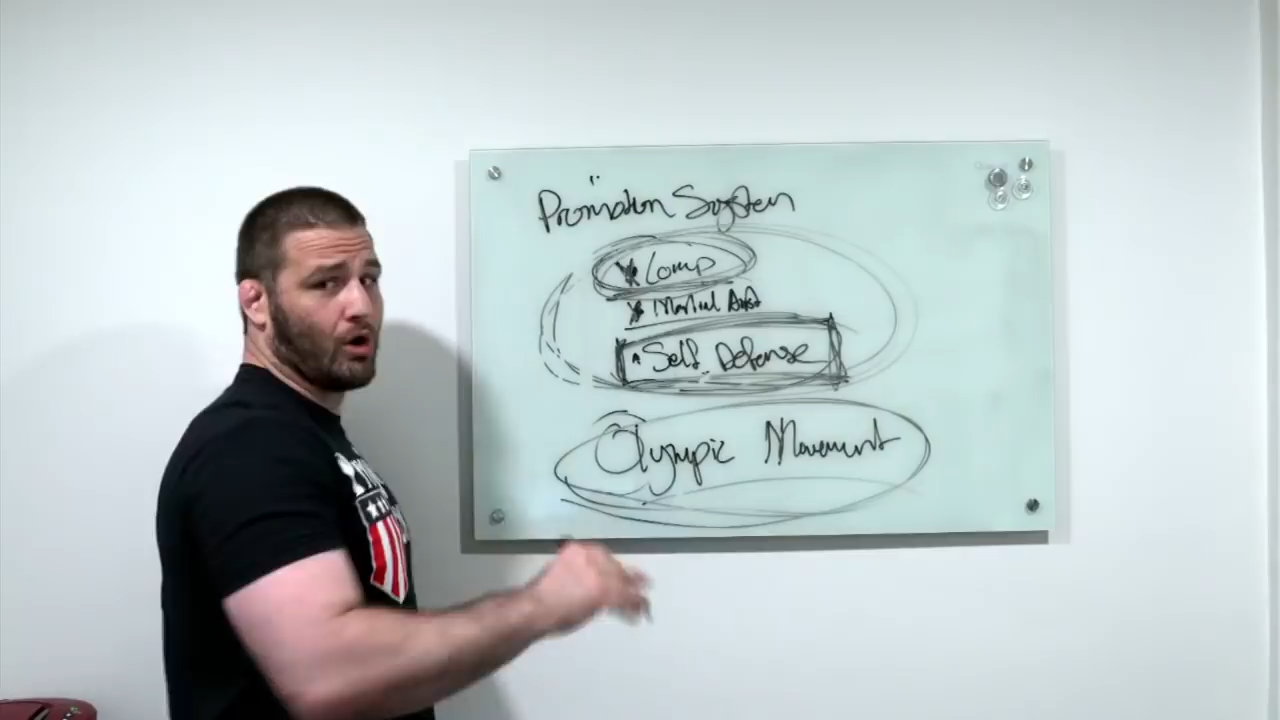 Promotion System
Comp
Martial Arts
Self Defense
Olympic Movement